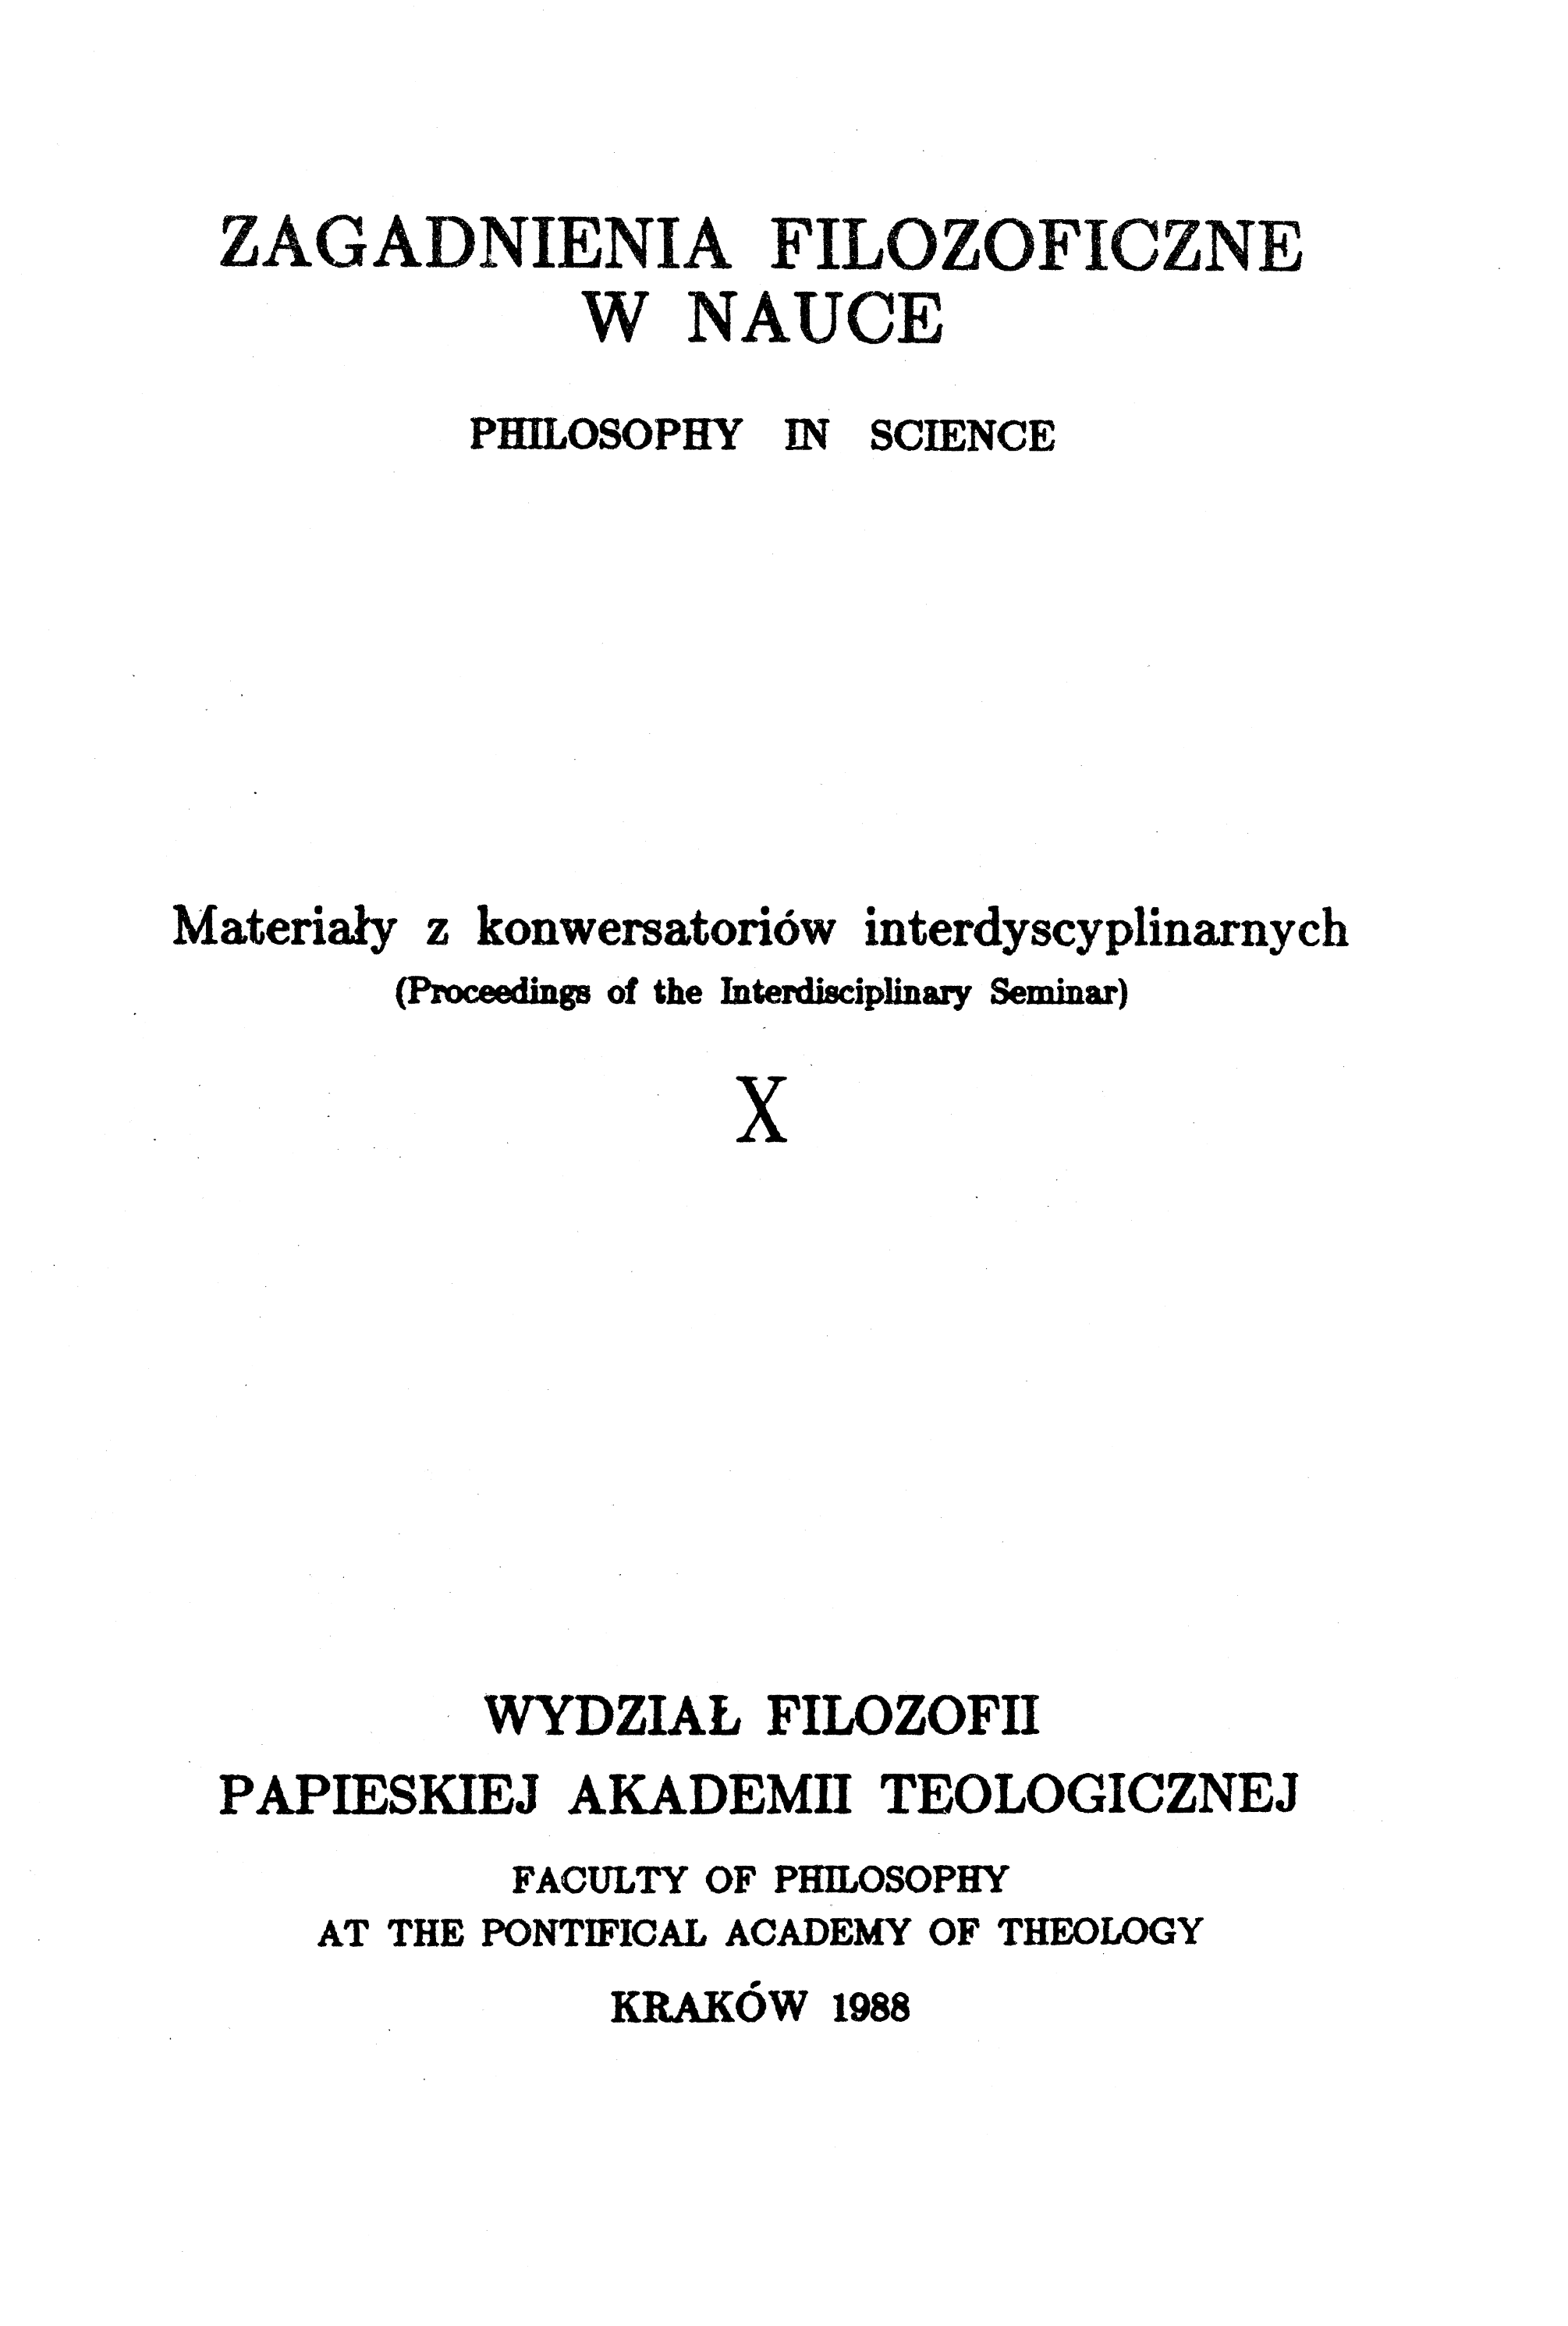 ZAGADNIENIA FILOZOFICZNE
W NAUCE
PHILOSOPHY IN SCIENCE
Materiały z konwersatoriów interdyscyplinarnych
(Proceedings of the Interdisciplinary Seminar)
X
WYDZIAŁ FILOZOFII
PAPIESKIEJ AKADEMII TEOLOGICZNEJ
FACULTY OF PHILOSOPHY
AT THE PONTIFICAL ACADEMY OF THEOLOGY
KRAKÓW 1988